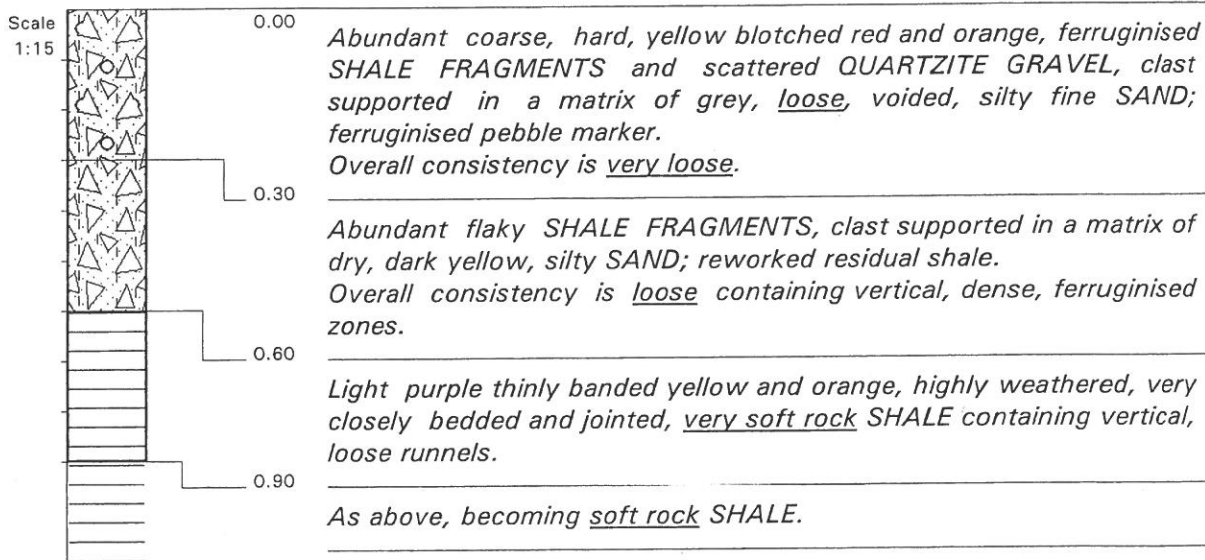 Scale
1:15
0.00
Abundant coarse, hard, yellow blotched red and orange, ferruginised
SHALE FRAGMENTS and scattered QUARTZITE GRAVEL, clast
supported in a matrix of grey, loose, voided, silty fine SAND;
ferruginised pebble marker.
Overall consistency is very loose.
0.30
Abundant flaky SHALE FRAGMENTS, clast supported in a matrix of
dry, dark yellow, silty SAND; reworked residual shale.
Overall consistency is loose containing vertical, dense, ferruginised
zones.
0.60
Light purple thinly banded yellow and orange, highly weathered, very
closely bedded and jointed, very soft rock SHALE containing vertical,
loose runnels.
0.90
As above, becoming soft rock SHALE.